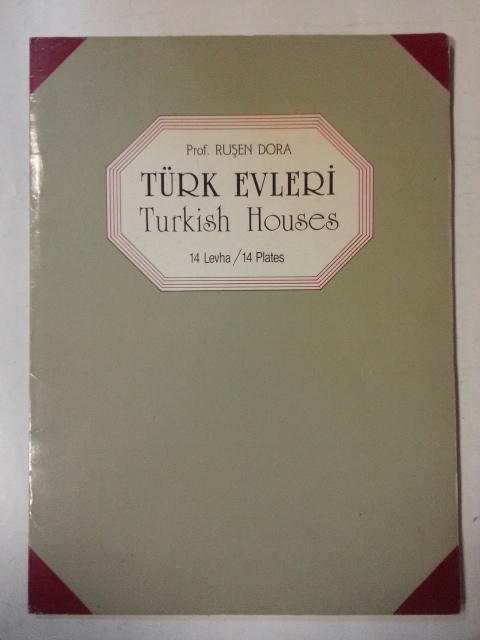 Prof. RUŞEN DORA
TÜRK EVLERİ
Turkish Houses
14 Levha / 14 Plates